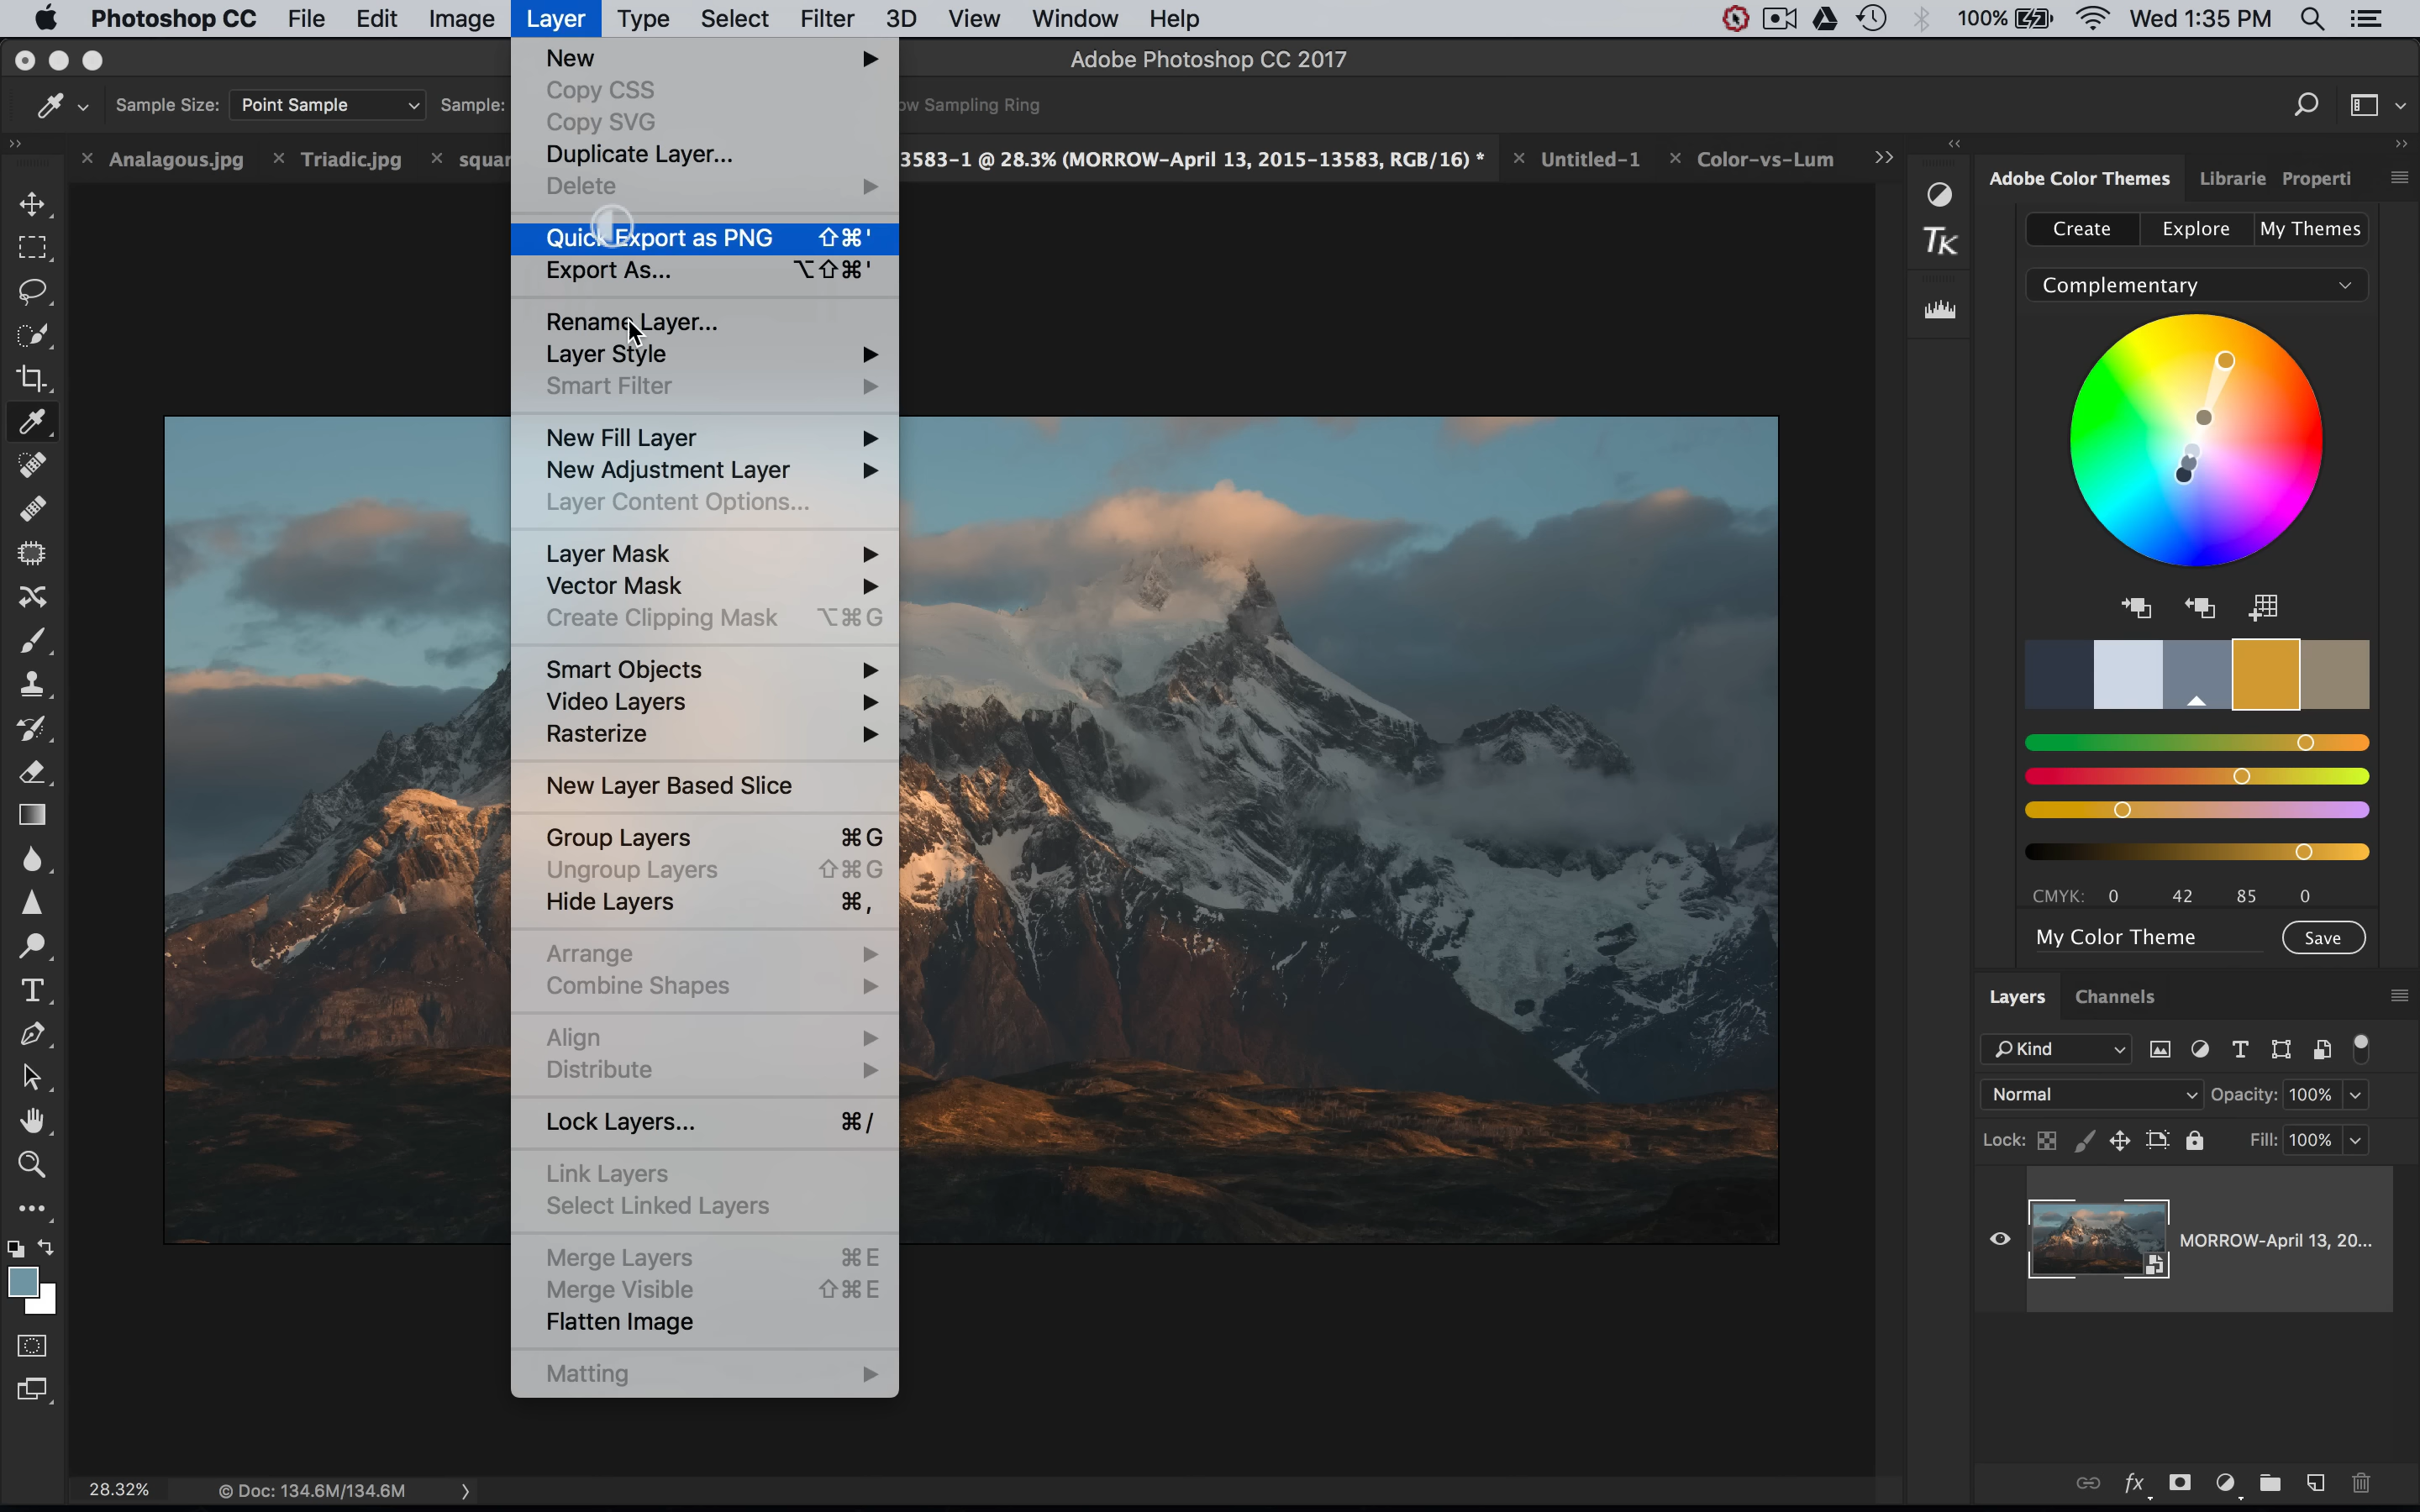 Photoshop CC File Edit Image Layer Type Select Filter 3D View Window Help 100% Wed 1:35 PM
Adobe Photoshop CC 2017
Sample Size: Point Sample Sample: ow Sampling Ring
Analagous.jpg Triadic.jpg squar 3583-1 @ 28.3% (MORROW-April 13, 2015-13583, RGB/16) * Untitled-1 Color-vs-Lum
New
Copy CSS
Copy SVG
Duplicate Layer...
Delete
Quick Export as PNG ⇧⌘'
Export As... ⌥⇧⌘'
Rename Layer...
Layer Style
Smart Filter
New Fill Layer
New Adjustment Layer
Layer Content Options...
Layer Mask
Vector Mask
Create Clipping Mask ⌥⌘G
Smart Objects
Video Layers
Rasterize
New Layer Based Slice
Group Layers ⌘G
Ungroup Layers ⇧⌘G
Hide Layers ⌘,
Arrange
Combine Shapes
Align
Distribute
Lock Layers... ⌘/
Link Layers
Select Linked Layers
Merge Layers ⌘E
Merge Visible ⇧⌘E
Flatten Image
Matting
TK
Adobe Color Themes Librarie Properti
Create Explore My Themes
Complementary
CMYK: 0 42 85 0
My Color Theme Save
Layers Channels
Kind
Normal Opacity: 100%
Lock: Fill: 100%
MORROW-April 13, 20...
fx
28.32% © Doc: 134.6M/134.6M